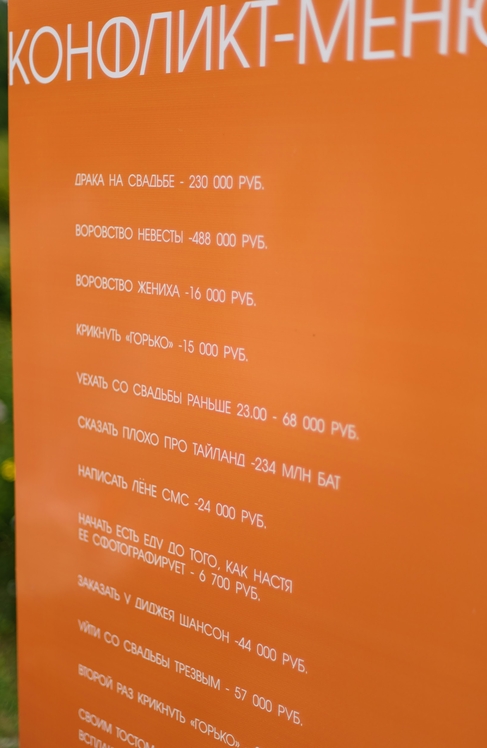 КОНФЛИКТ-МЕНЮ
ДРАКА НА СВАДЬБЕ - 230 000 РУБ.
ВОРОВСТВО НЕВЕСТЫ -488 000 РУБ.
ВОРОВСТВО ЖЕНИХА -16 000 РУБ.
КРИКНУТЬ «ГОРЬКО» -15 000 РУБ.
УЕХАТЬ СО СВАДЬБЫ РАНЬШЕ 23.00 - 68 000 РУБ.
СКАЗАТЬ ПЛОХО ПРО ТАЙЛАНД -234 МЛН БАТ
НАПИСАТЬ ЛЁНЕ СМС -24 000 РУБ.
НАЧАТЬ ЕСТЬ ЕДУ ДО ТОГО, КАК НАСТЯ
ЕЕ СФОТОГРАФИРУЕТ - 6 700 РУБ.
ЗАКАЗАТЬ У ДИДЖЕЯ ШАНСОН -44 000 РУБ.
УЙТИ СО СВАДЬБЫ ТРЕЗВЫМ - 57 000 РУБ.
ВТОРОЙ РАЗ КРИКНУТЬ «ГОРЬКО»
СВОИМ ТОСТОМ